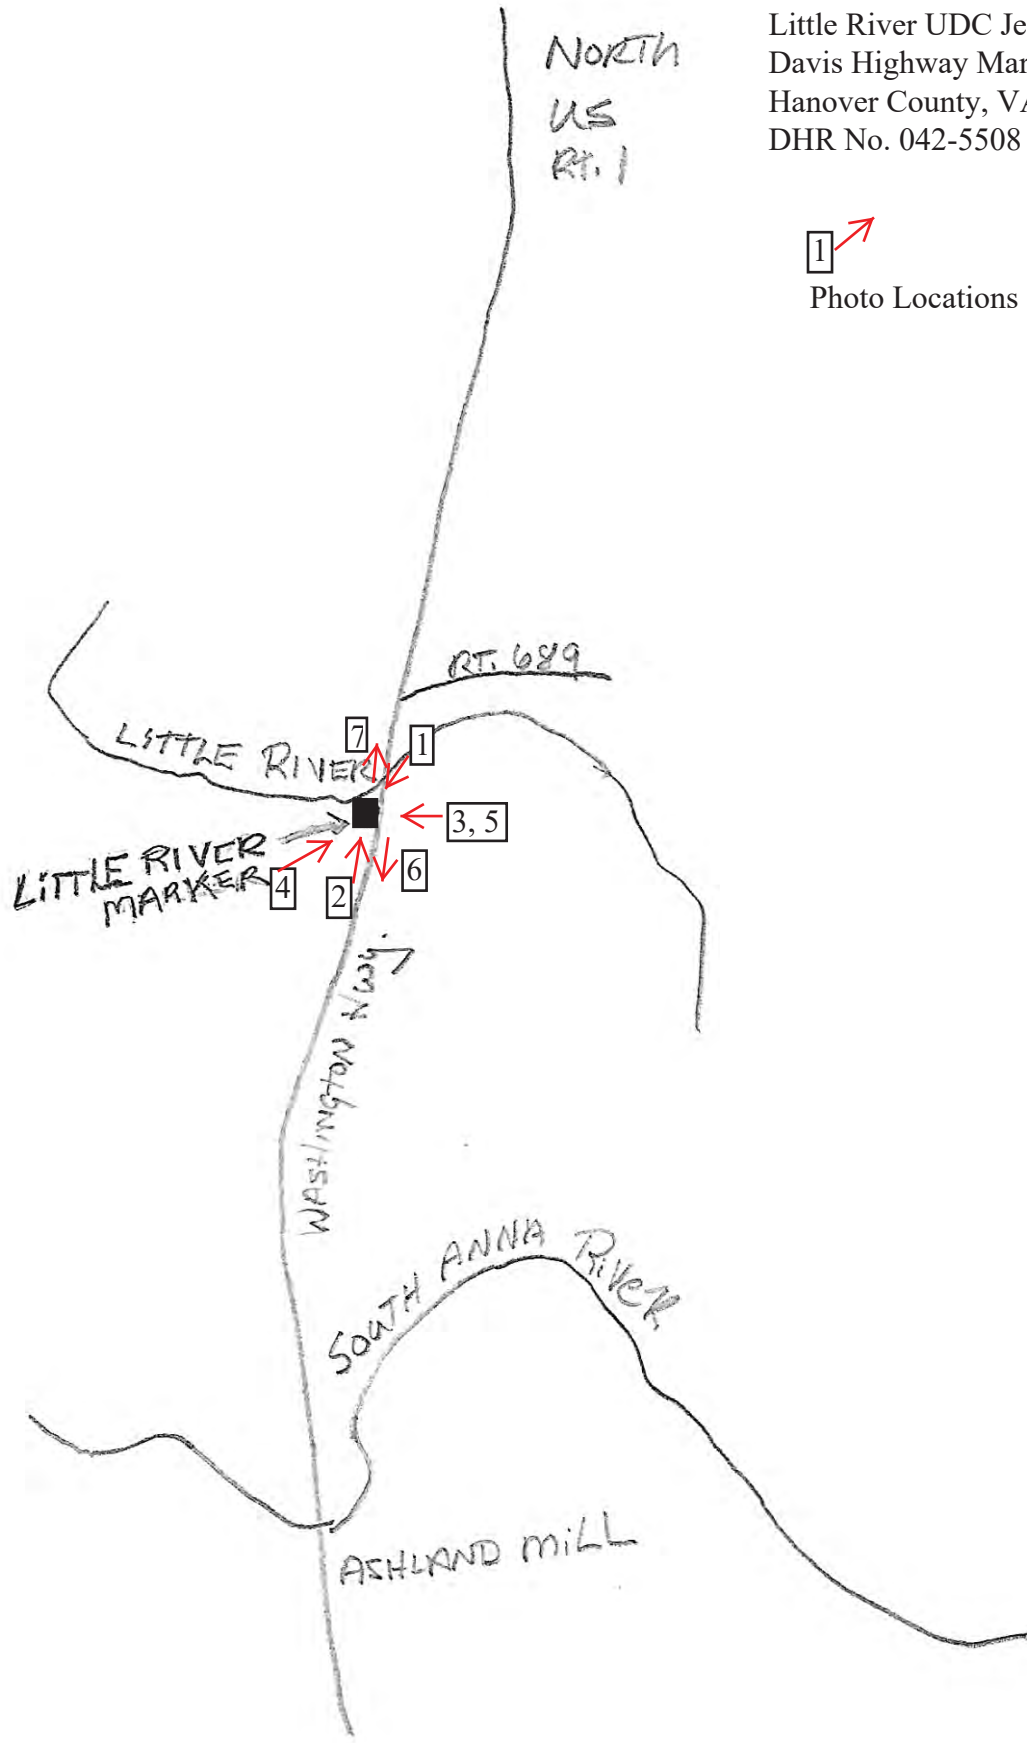 Little River UDC Je
Davis Highway Mar
Hanover County, VA
DHR No. 042-5508
NORTH
US
RT. 1
1
Photo Locations
RT. 689
LITTLE RIVER
7
1
3, 5
LITTLE RIVER
MARKER
4
2
6
WASHINGTON HWY.
SOUTH ANNA RIVER
ASHLAND MILL